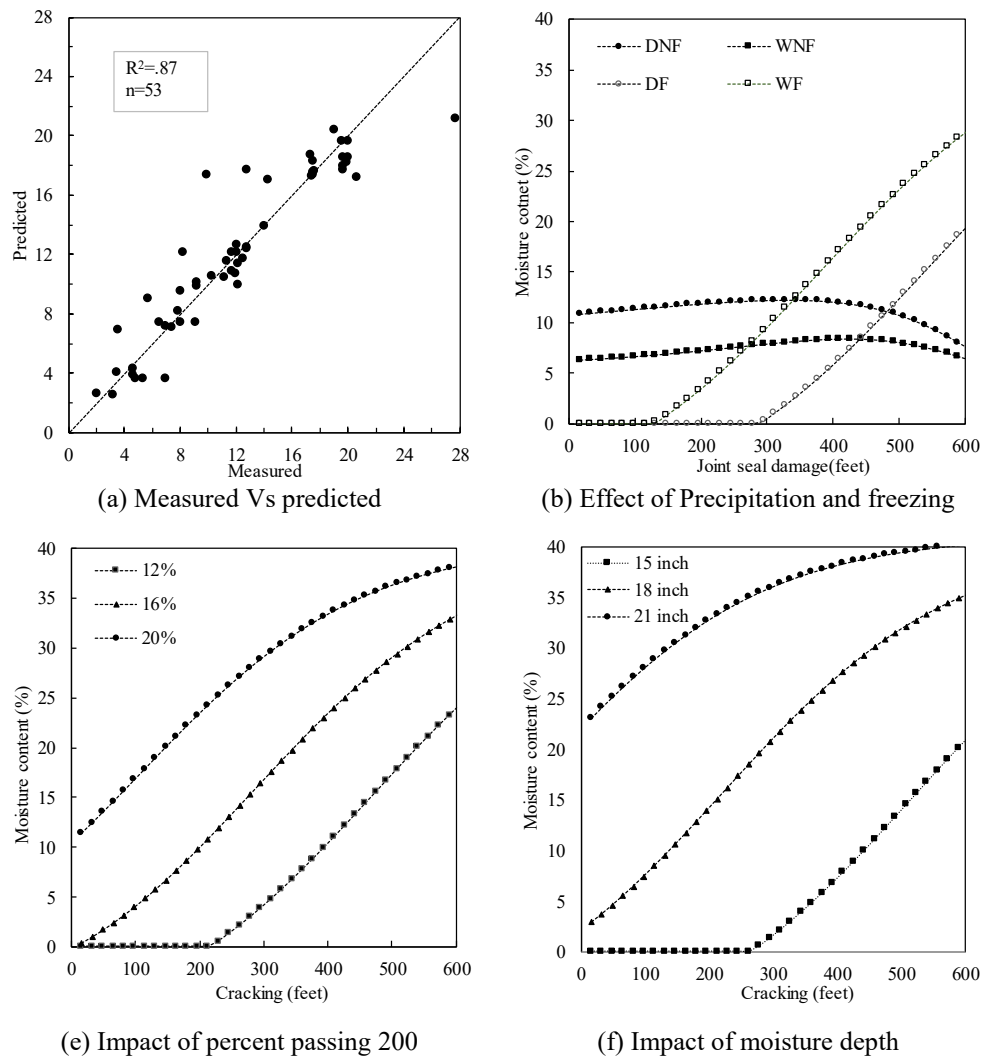 28
24
20
16
12
8
4
0
Predicted
R²=.87
n=53
0 4 8 12 16 20 24 28
Measured
(a) Measured Vs predicted
40
35
30
25
20
15
10
5
0
Moisture cotnet (%)
DNF WNF
DF WF
0 100 200 300 400 500 600
Joint seal damage(feet)
(b) Effect of Precipitation and freezing
40
35
30
25
20
15
10
5
0
Moisture content (%)
12%
16%
20%
0 100 200 300 400 500 600
Cracking (feet)
(e) Impact of percent passing 200
40
35
30
25
20
15
10
5
0
Moisture content (%)
15 inch
18 inch
21 inch
0 100 200 300 400 500 600
Cracking (feet)
(f) Impact of moisture depth